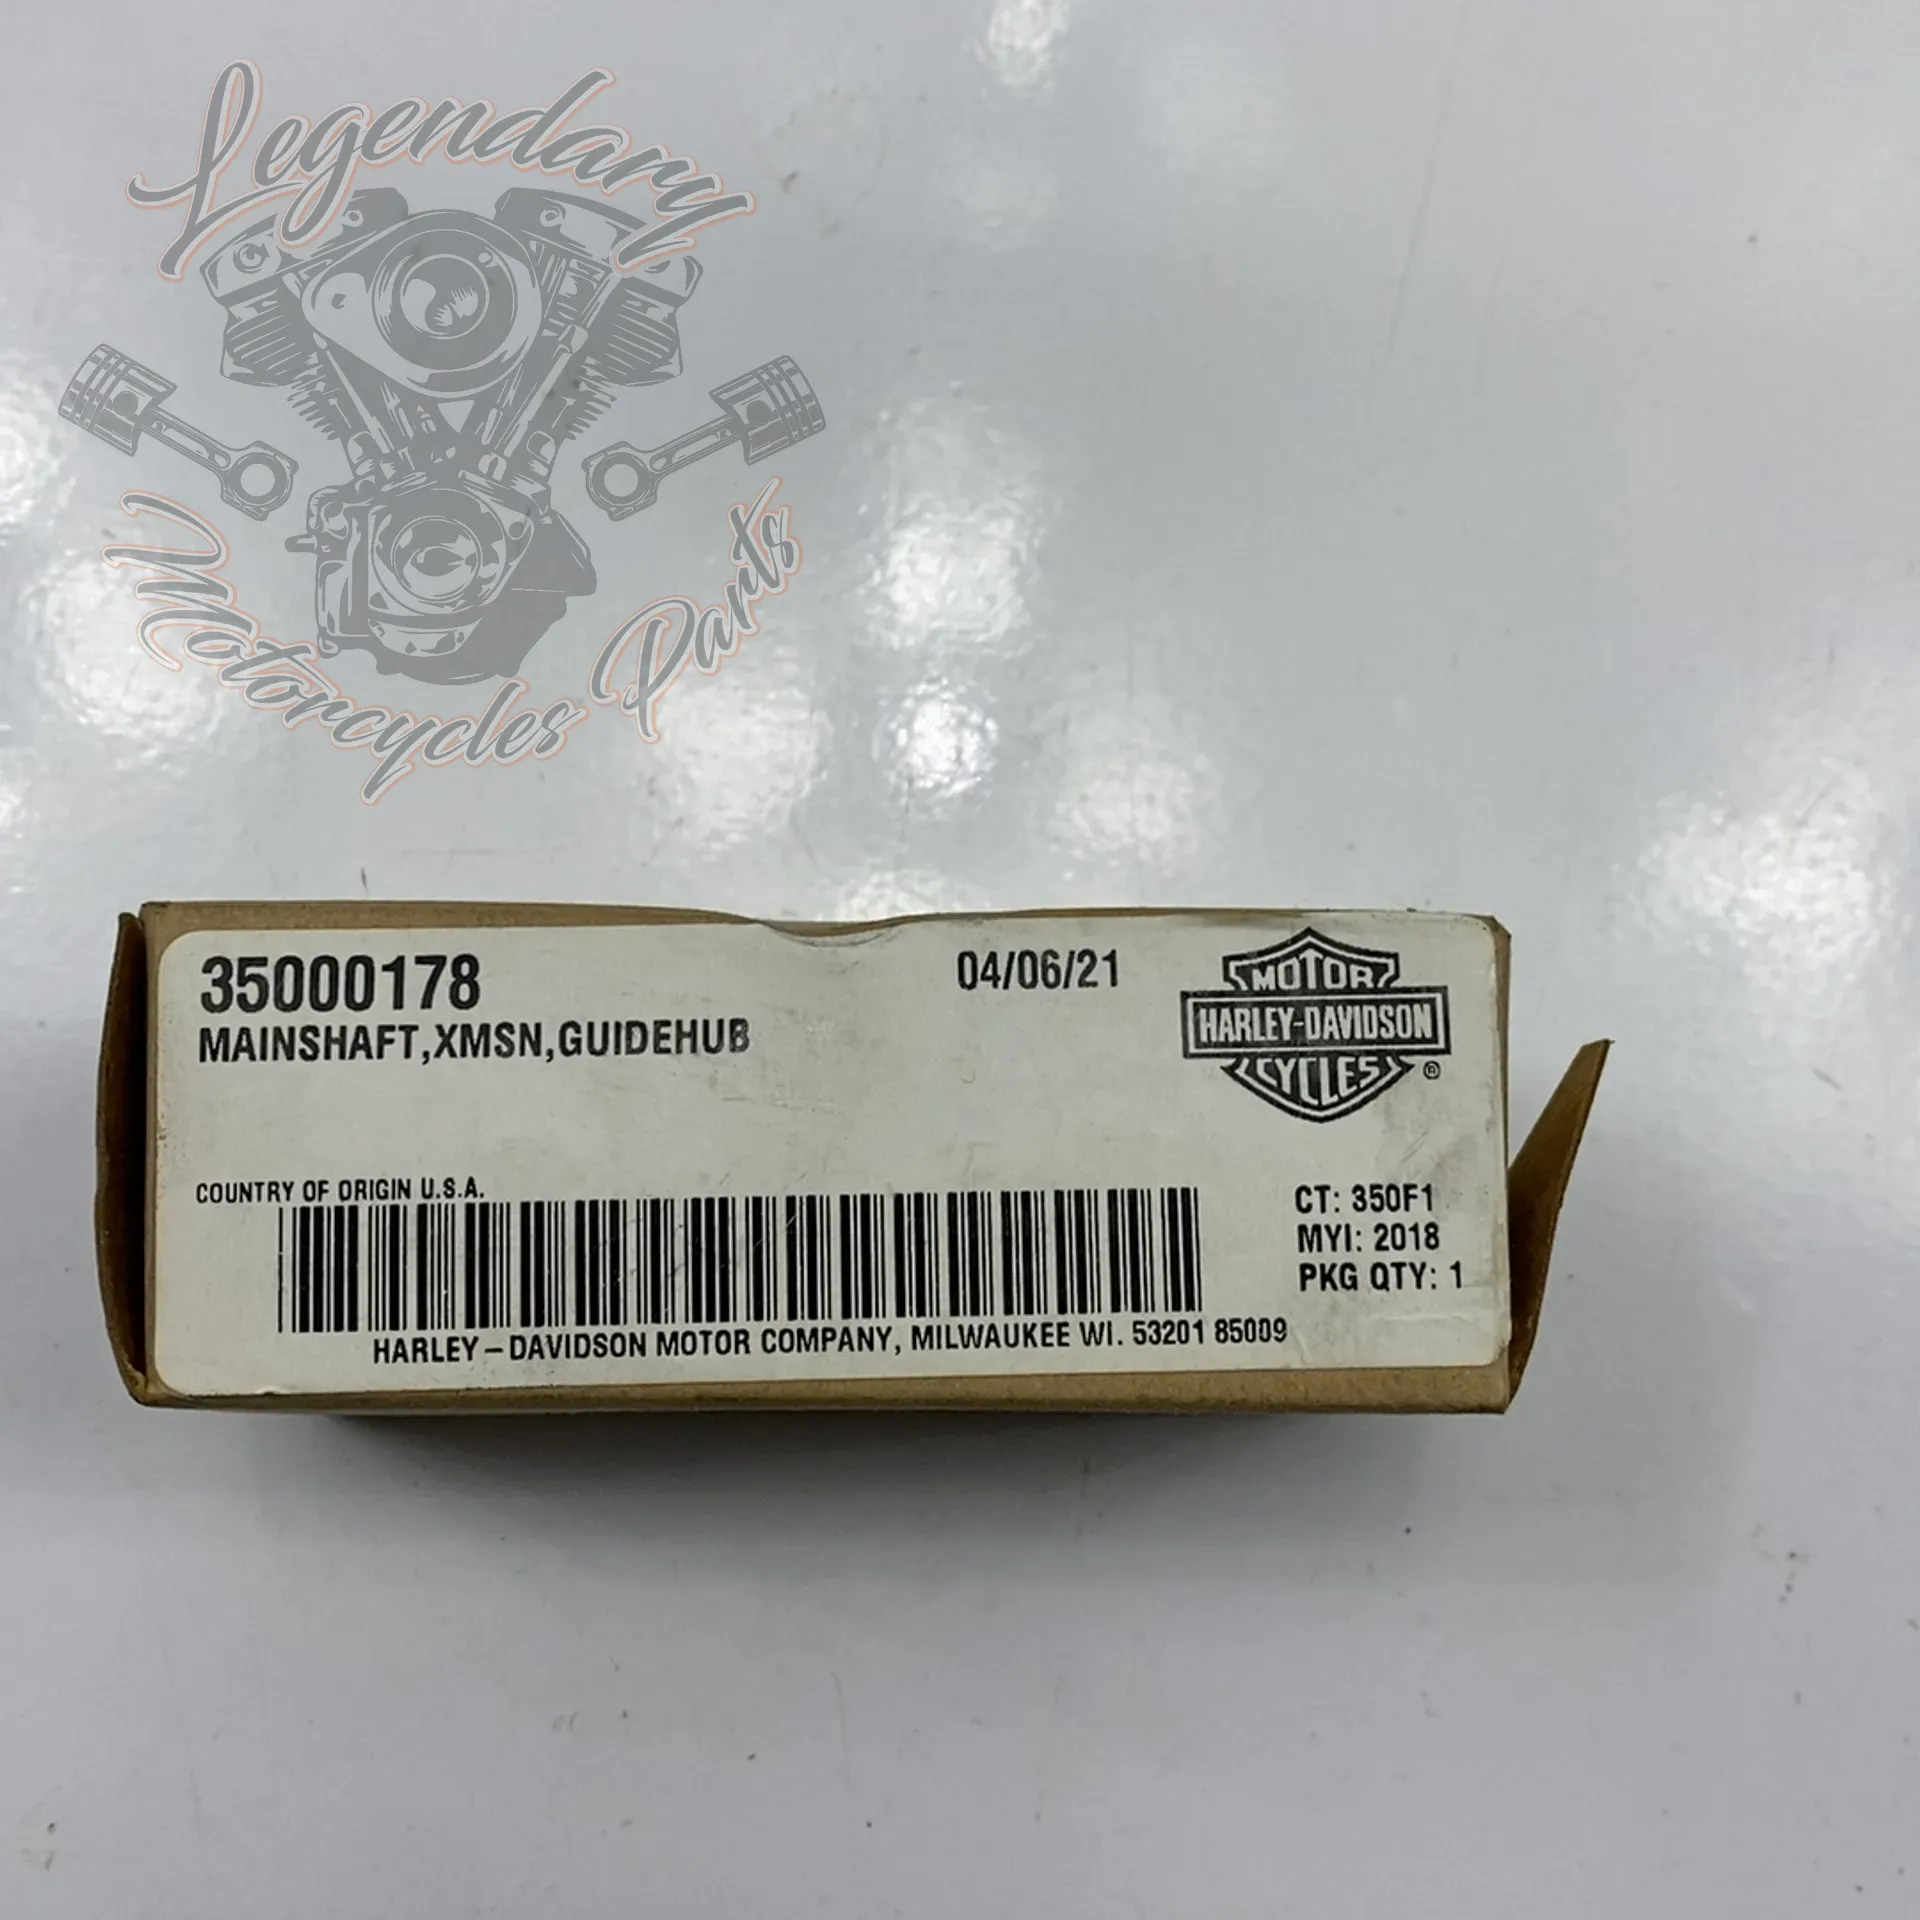 Legendary
Motorcycles Parts
35000178
04/06/21
MAINSHAFT,XMSN,GUIDEHUB
MOTOR
HARLEY-DAVIDSON
CYCLES
®
COUNTRY OF ORIGIN U.S.A.
CT: 350F1
MYI: 2018
PKG QTY: 1
HARLEY-DAVIDSON MOTOR COMPANY, MILWAUKEE WI. 53201 85009